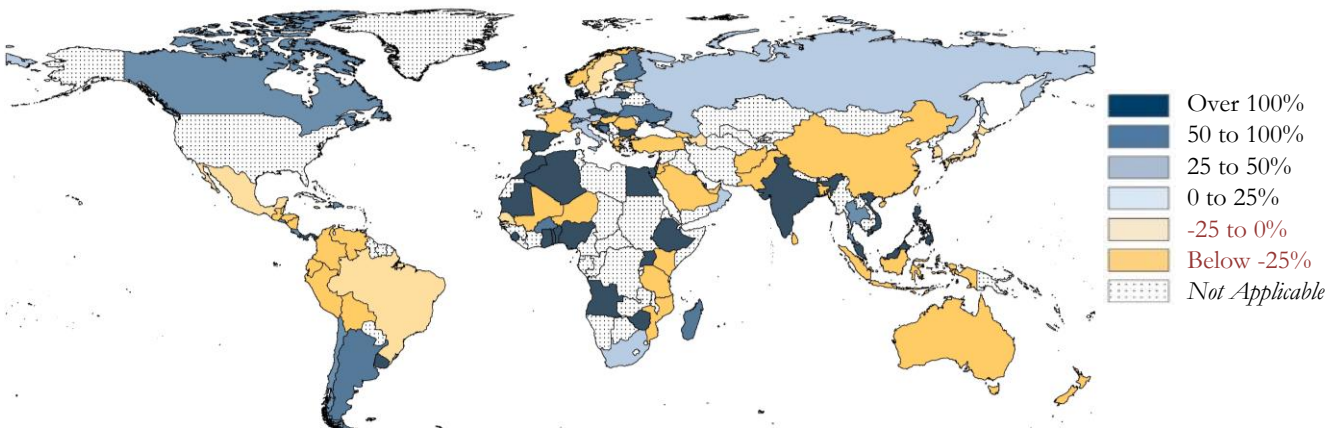 Over 100%
50 to 100%
25 to 50%
0 to 25%
-25 to 0%
Below -25%
Not Applicable